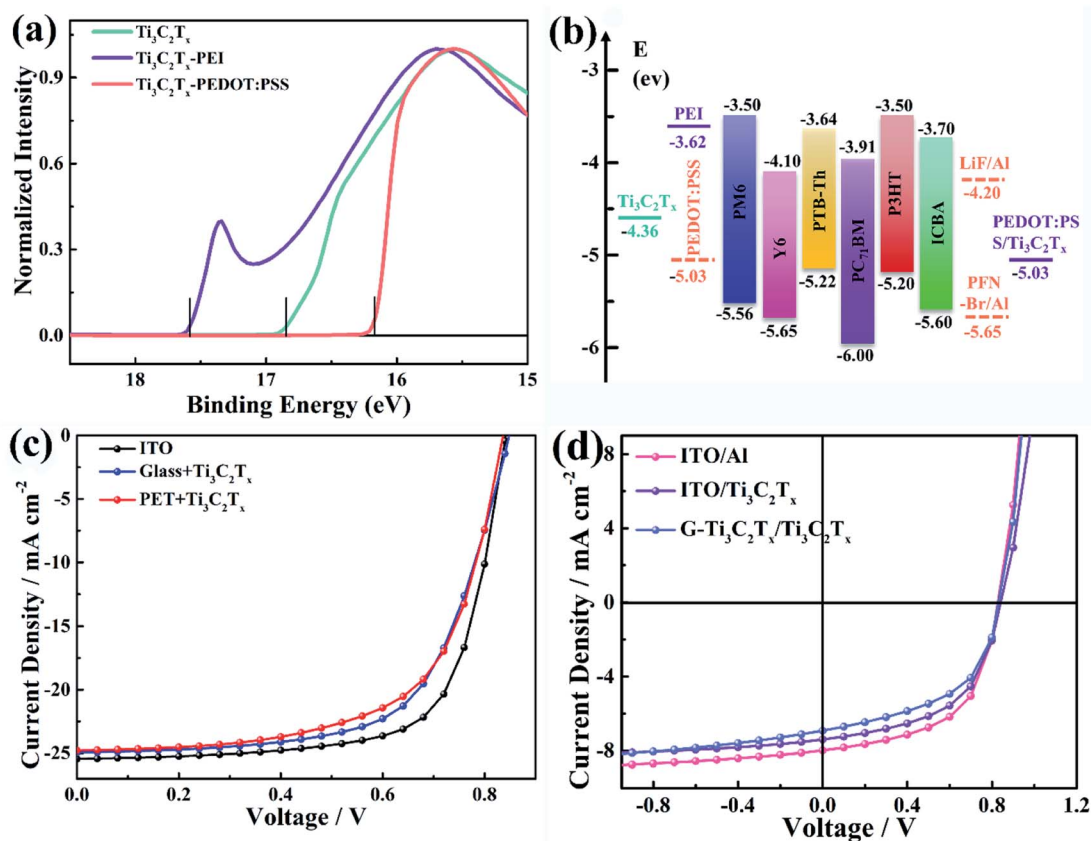 (a)
Ti₃C₂Tₓ
Ti₃C₂Tₓ-PEI
Ti₃C₂Tₓ-PEDOT:PSS
Normalized Intensity
0.9
0.6
0.3
0.0
18
17
16
15
Binding Energy (eV)
(b)
E
(ev)
-3
-4
-5
-6
PEI
-3.62
Ti₃C₂Tₓ
-4.36
PEDOT:PSS
-5.03
-3.50
PM6
-5.56
-4.10
Y6
-5.65
-3.64
PTB-Th
-5.22
-3.91
PC₇₁BM
-6.00
-3.50
P3HT
-5.20
-3.70
ICBA
-5.60
LiF/Al
-4.20
PEDOT:PS
S/Ti₃C₂Tₓ
-5.03
PFN
-Br/Al
-5.65
(c)
ITO
Glass+Ti₃C₂Tₓ
PET+Ti₃C₂Tₓ
Current Density / mA cm⁻²
0
-5
-10
-15
-20
-25
0.0
0.2
0.4
0.6
0.8
Voltage / V
(d)
ITO/Al
ITO/Ti₃C₂Tₓ
G-Ti₃C₂Tₓ/Ti₃C₂Tₓ
Current Density / mA cm⁻²
8
4
0
-4
-8
-0.8
-0.4
0.0
0.4
0.8
1.2
Voltage / V